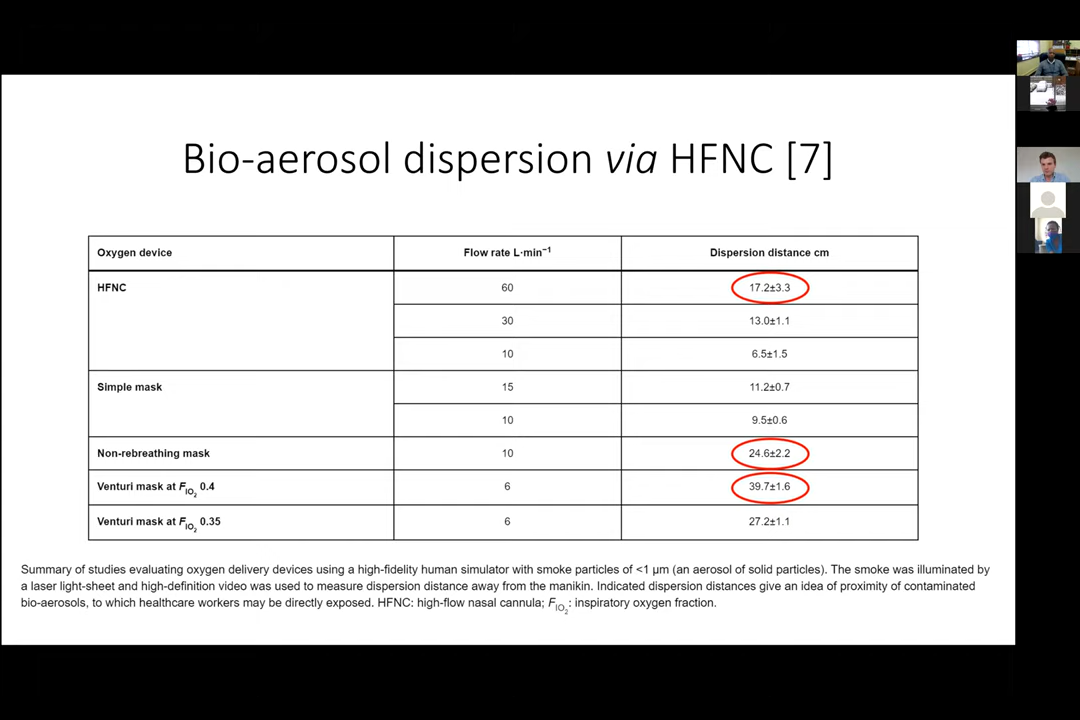 Bio-aerosol dispersion via HFNC [7]
Oxygen device Flow rate L·min⁻¹ Dispersion distance cm
HFNC 60 17.2±3.3
30 13.0±1.1
10 6.5±1.5
Simple mask 15 11.2±0.7
10 9.5±0.6
Non-rebreathing mask 10 24.6±2.2
Venturi mask at FIO₂ 0.4 6 39.7±1.6
Venturi mask at FIO₂ 0.35 6 27.2±1.1
Summary of studies evaluating oxygen delivery devices using a high-fidelity human simulator with smoke particles of <1 μm (an aerosol of solid particles). The smoke was illuminated by
a laser light-sheet and high-definition video was used to measure dispersion distance away from the manikin. Indicated dispersion distances give an idea of proximity of contaminated
bio-aerosols, to which healthcare workers may be directly exposed. HFNC: high-flow nasal cannula; FIO₂: inspiratory oxygen fraction.